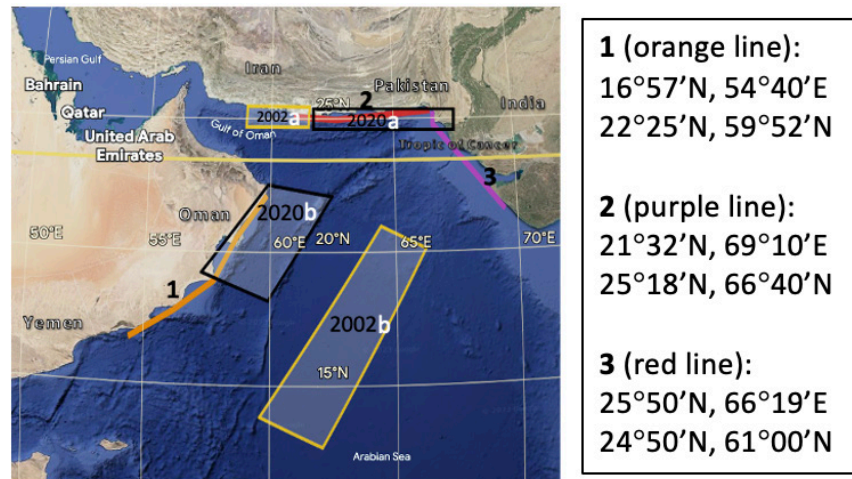 Persian Gulf
Iran
Pakistan
Bahrain
25°N
2
India
Qatar
2002 a
2020 a
Gulf of Oman
United Arab
Emirates
Tropic of Cancer
3
Oman
2020b
50°E
55°E
60°E
20°N
65°E
70°E
1
Yemen
2002b
15°N
Arabian Sea
1 (orange line):
16°57'N, 54°40'E
22°25'N, 59°52'N
2 (purple line):
21°32'N, 69°10'E
25°18'N, 66°40'N
3 (red line):
25°50'N, 66°19'E
24°50'N, 61°00'N